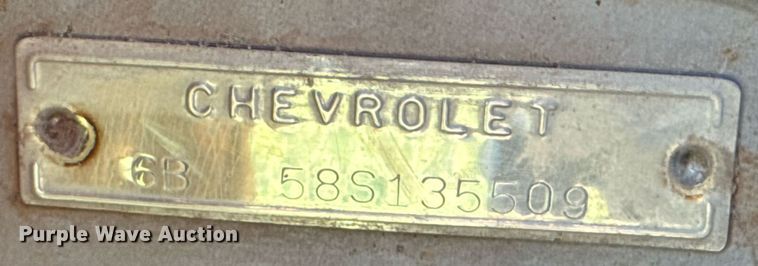 CHEVROLET
6B 58S135509
Purple Wave Auction